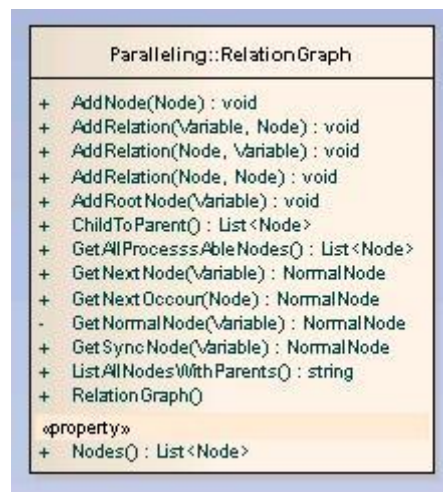 Paralleling::RelationGraph
+ AddNode(Node) : void
+ AddRelation(Variable, Node) : void
+ AddRelation(Node, Variable) : void
+ AddRelation(Node, Node) : void
+ AddRootNode(Variable) : void
+ ChildToParent() : List<Node>
+ GetAllProcesssAbleNodes() : List<Node>
+ GetNextNode(Variable) : NormalNode
+ GetNextOccour(Node) : NormalNode
- GetNormalNode(Variable) : NormalNode
+ GetSyncNode(Variable) : NormalNode
+ ListAllNodesWithParents() : string
+ RelationGraph()
«property»
+ Nodes() : List<Node>